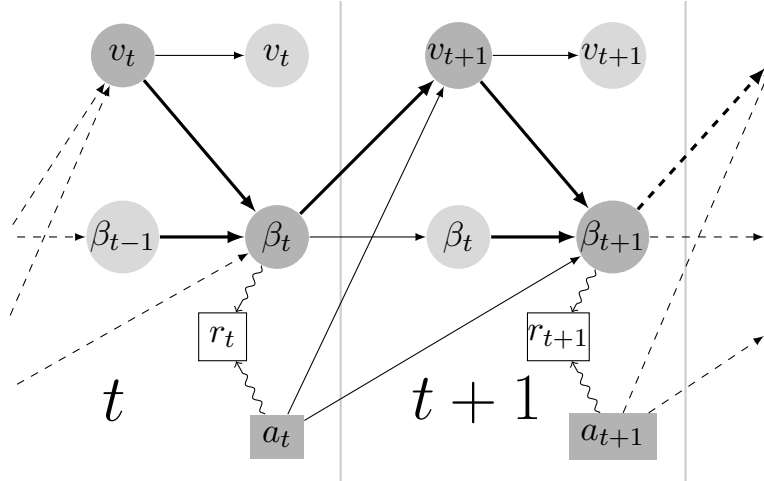 v_t v_t v_{t+1} v_{t+1}
β_{t−1} β_t β_t β_{t+1}
r_t r_{t+1}
t t + 1
a_t a_{t+1}